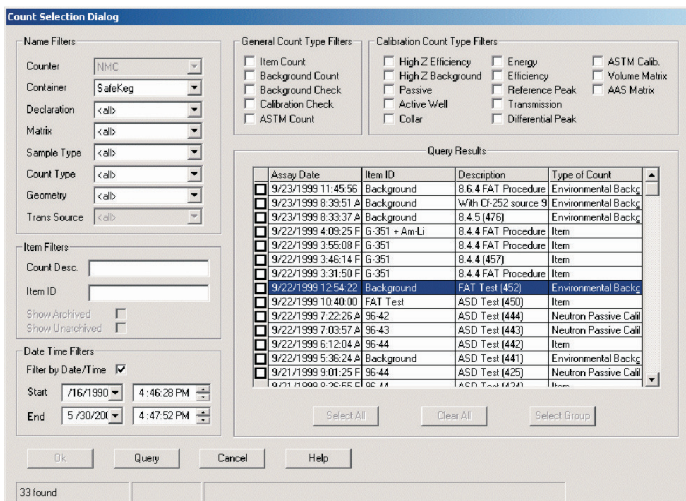 Count Selection Dialog
Name Filters
Counter NMC
Container SafeKeg
Declaration <all>
Matrix <all>
Sample Type <all>
Count Type <all>
Geometry <all>
Trans Source <all>
Item Filters
Count Desc.
Item ID
Show Archived
Show Unarchived
Date Time Filters
Filter by Date/Time
Start /16/1990 4:46:28 PM
End 5/30/200 4:47:52 PM
General Count Type Filters
Item Count
Background Count
Background Check
Calibration Check
ASTM Count
Calibration Count Type Filters
High Z Efficiency Energy ASTM Calib.
High Z Background Efficiency Volume Matrix
Passive Reference Peak AAS Matrix
Active Well Transmission
Collar Differential Peak
Query Results
Assay Date Item ID Description Type of Count
9/23/1999 11:45:56 Background 8.6.4 FAT Procedure Environmental Backg
9/23/1999 8:39:51 A Background With Cf-252 source 9 Environmental Backg
9/23/1999 8:33:37 A Background 8.4.5 (476) Environmental Backg
9/22/1999 4:09:25 F G-351 + Am-Li 8.4.4 FAT Procedure Item
9/22/1999 3:55:08 F G-351 8.4.4 FAT Procedure Item
9/22/1999 3:46:14 F G-351 8.4.4 (457) Item
9/22/1999 3:31:50 F G-351 8.4.4 FAT Procedure Item
9/22/1999 12:54:22 Background FAT Test (452) Environmental Backg
9/22/1999 10:40:00 FAT Test ASD Test (450) Item
9/22/1999 7:22:26 A 96-42 ASD Test (444) Neutron Passive Cali
9/22/1999 7:03:57 A 96-43 ASD Test (443) Neutron Passive Cali
9/22/1999 6:12:04 A 96-44 ASD Test (442) Item
9/22/1999 5:36:24 A Background ASD Test (441) Environmental Backg
9/21/1999 9:01:25 F 96-44 ASD Test (425) Neutron Passive Cali
9/21/1999 8:26:55 F 96-44 ASD Test (424) Item
Select All Clear All Select Group
Ok Query Cancel Help
33 found